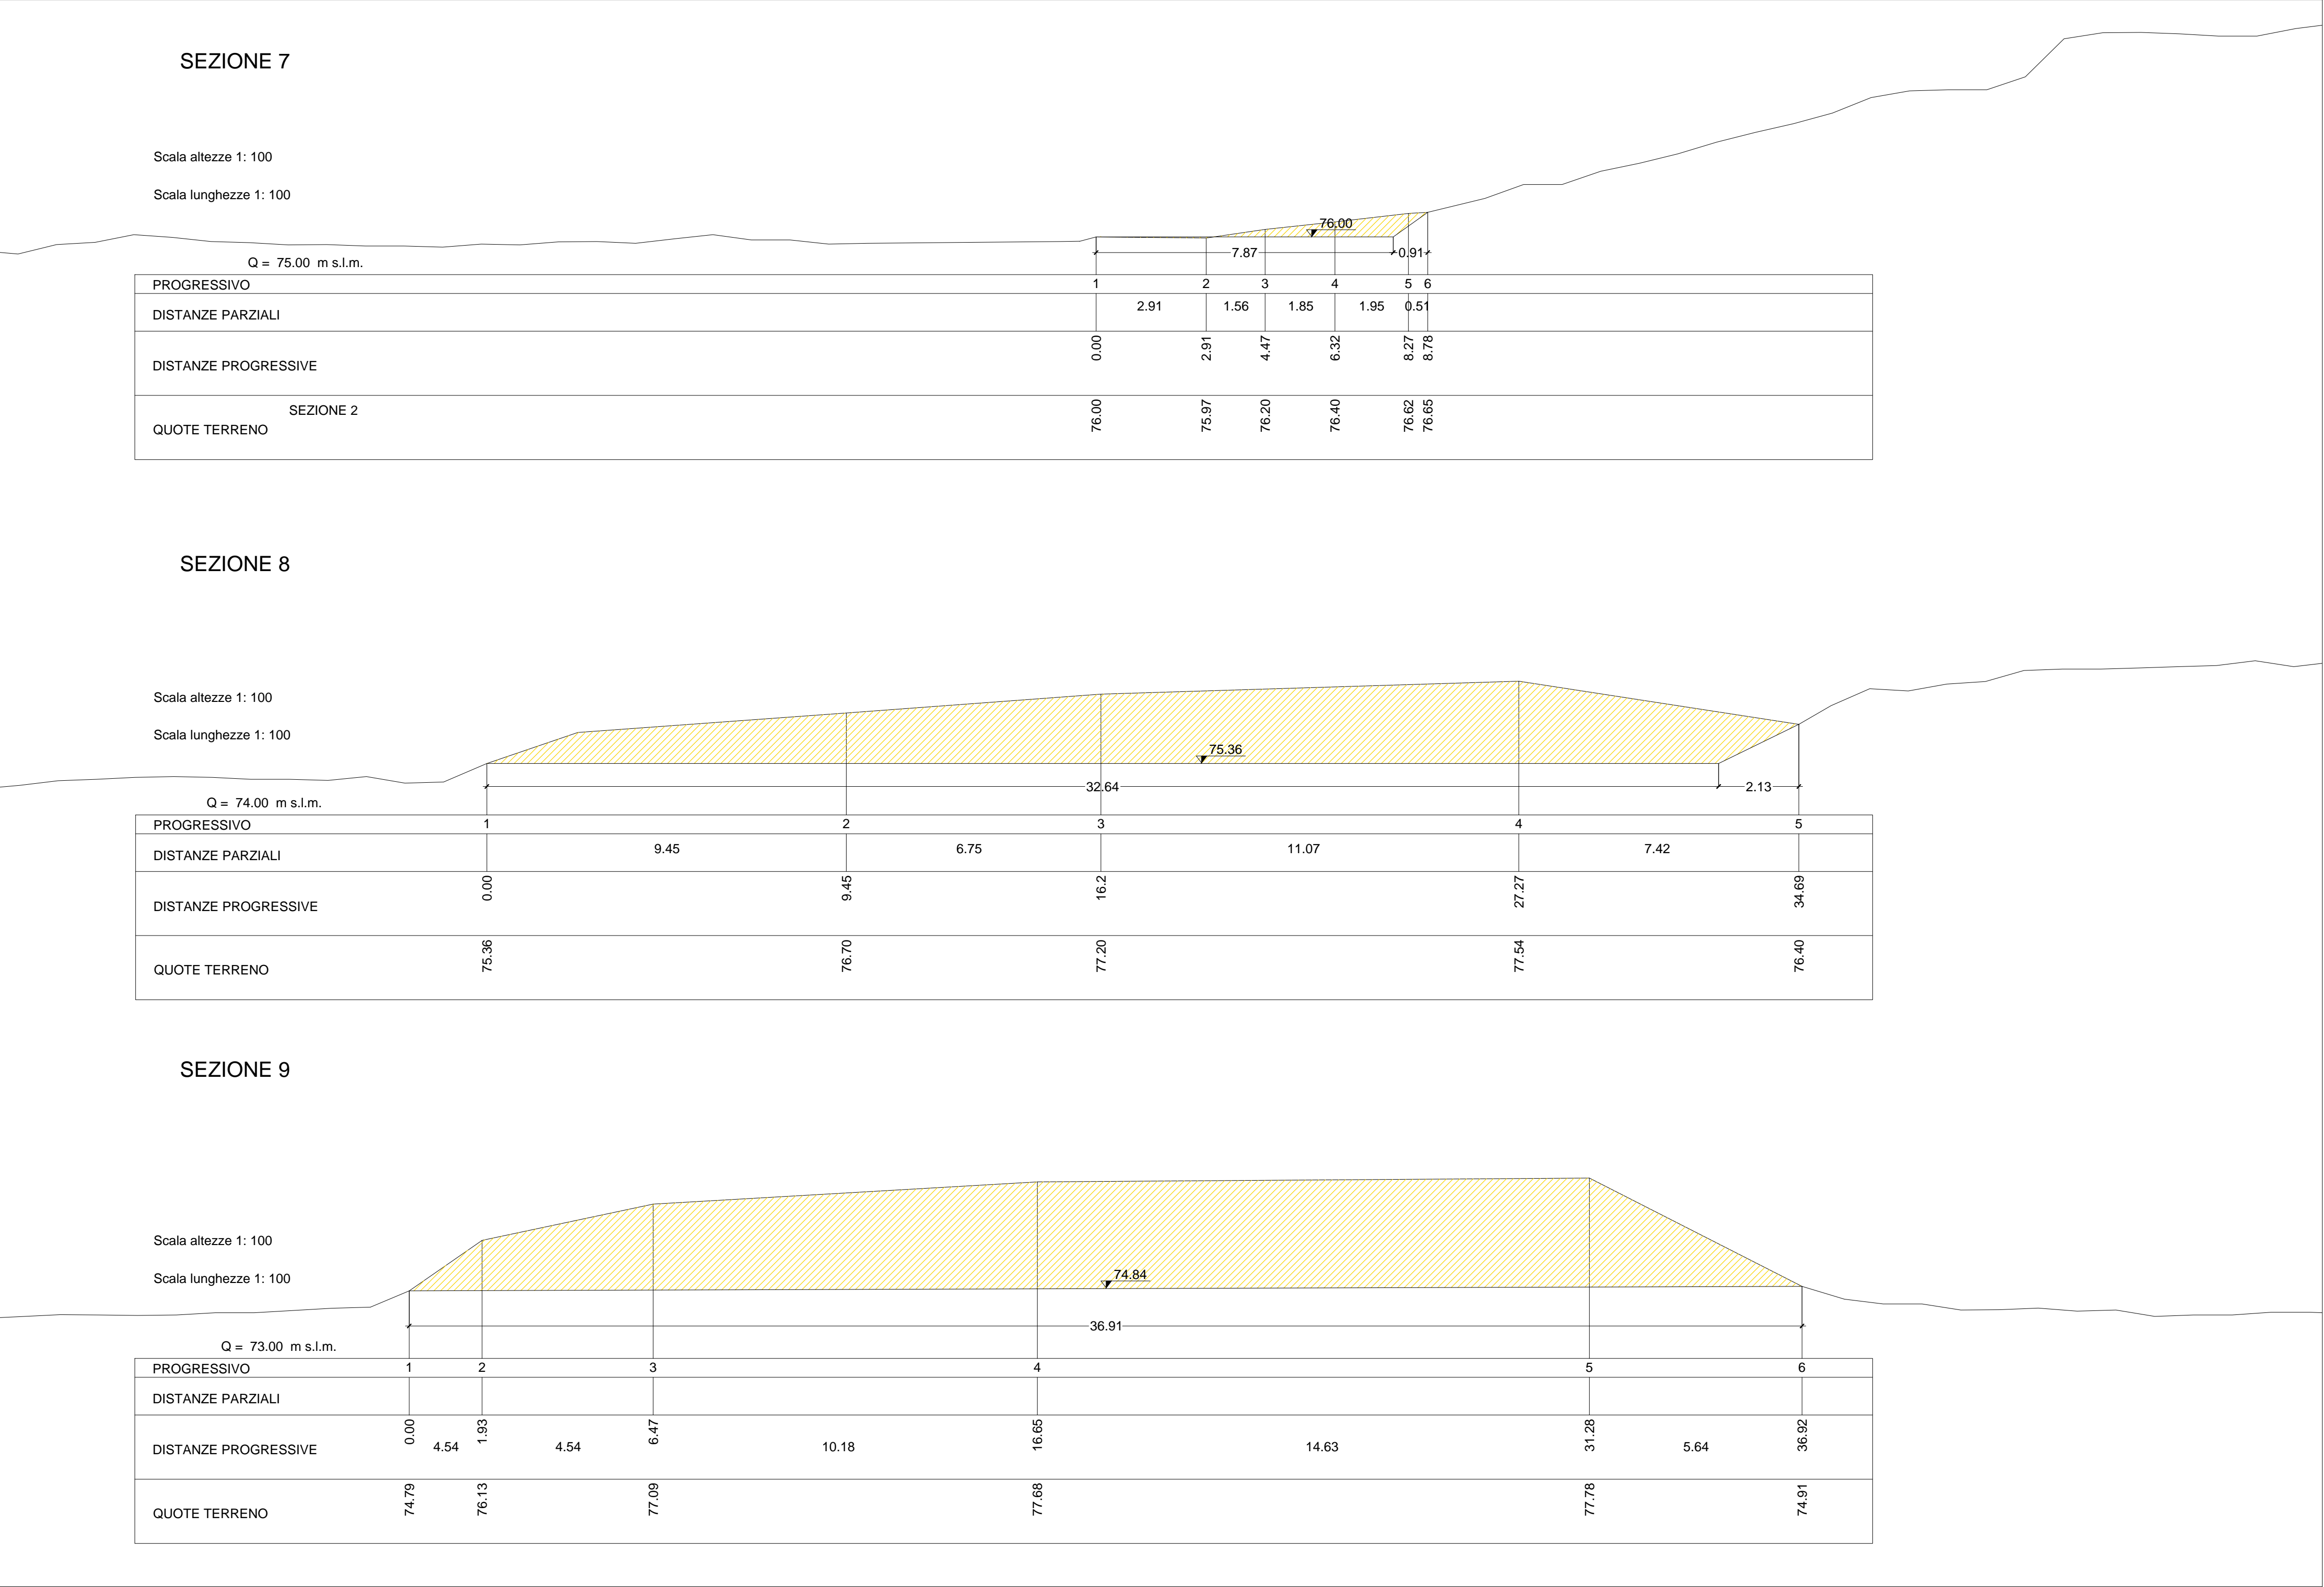 SEZIONE 7
Scala altezze 1: 100
Scala lunghezze 1: 100
76.00
7.87 0.91
Q = 75.00 m s.l.m.
PROGRESSIVO 1 2 3 4 5 6
DISTANZE PARZIALI 2.91 1.56 1.85 1.95 0.51
DISTANZE PROGRESSIVE 0.00 2.91 4.47 6.32 8.27 8.78
SEZIONE 2
QUOTE TERRENO 76.00 75.97 76.20 76.40 76.62 76.65
SEZIONE 8
Scala altezze 1: 100
Scala lunghezze 1: 100
75.36
32.64 2.13
Q = 74.00 m s.l.m.
PROGRESSIVO 1 2 3 4 5
DISTANZE PARZIALI 9.45 6.75 11.07 7.42
DISTANZE PROGRESSIVE 0.00 9.45 16.2 27.27 34.69
QUOTE TERRENO 75.36 76.70 77.20 77.54 76.40
SEZIONE 9
Scala altezze 1: 100
Scala lunghezze 1: 100
74.84
36.91
Q = 73.00 m s.l.m.
PROGRESSIVO 1 2 3 4 5 6
DISTANZE PARZIALI
DISTANZE PROGRESSIVE 0.00 4.54 1.93 4.54 6.47 10.18 16.65 14.63 31.28 5.64 36.92
QUOTE TERRENO 74.79 76.13 77.09 77.68 77.78 74.91